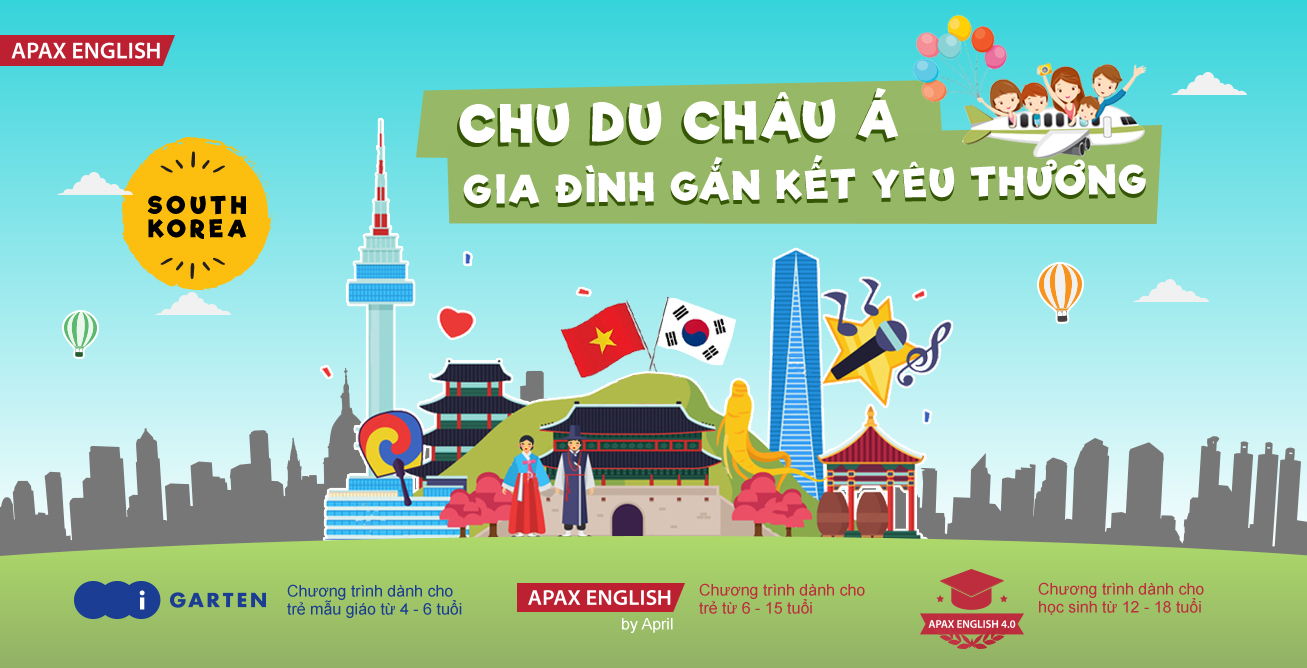 APAX ENGLISH
CHU DU CHÂU Á
GIA ĐÌNH GẮN KẾT YÊU THƯƠNG
SOUTH
KOREA
i GARTEN
Chương trình dành cho
trẻ mẫu giáo từ 4 - 6 tuổi
APAX ENGLISH
by April
Chương trình dành cho
trẻ từ 6 - 15 tuổi
APAX ENGLISH 4.0
Chương trình dành cho
học sinh từ 12 - 18 tuổi